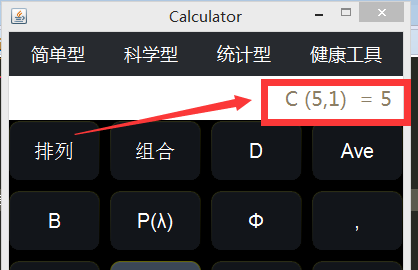 Calculator
简单型 科学型 统计型 健康工具
C (5,1) = 5
排列 组合 D Ave
B P(λ) Φ ,